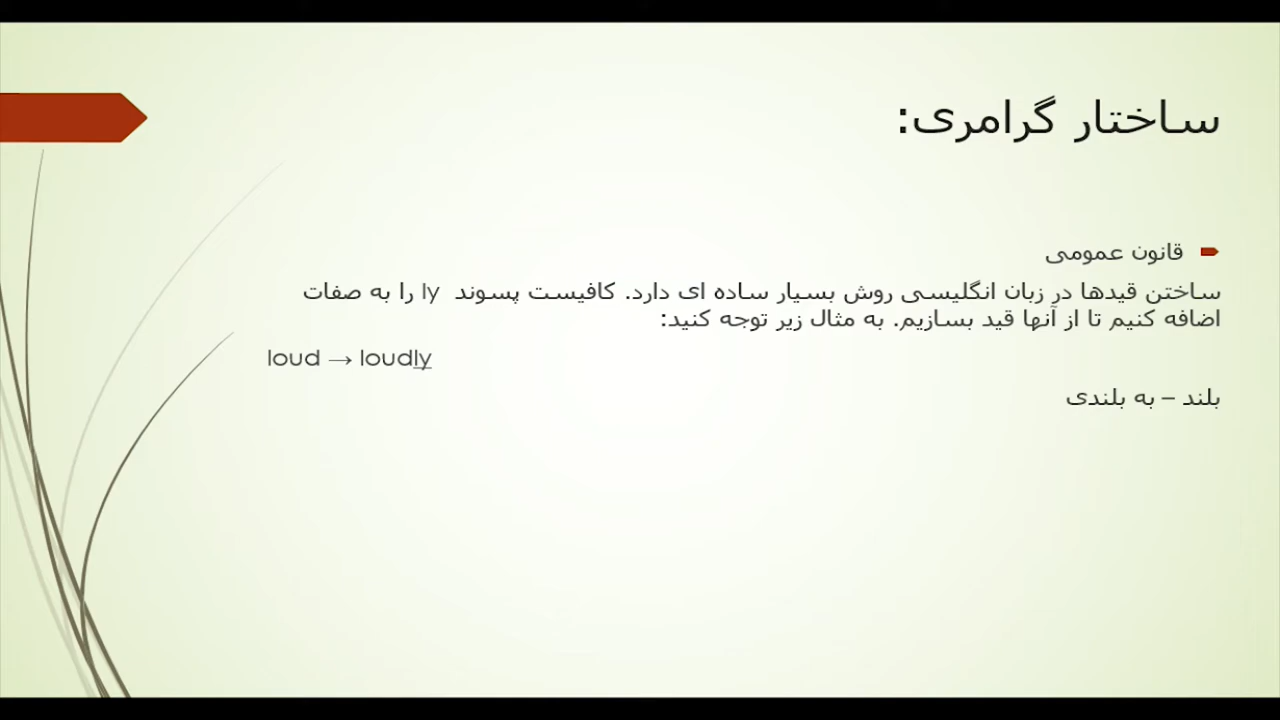 ساختار گرامری:
قانون عمومی
ساختن قیدها در زبان انگلیسی روش بسیار ساده ای دارد. کافیست پسوند ly را به صفات
اضافه کنیم تا از آنها قید بسازیم. به مثال زیر توجه کنید:
loud → loudly
بلند – به بلندی